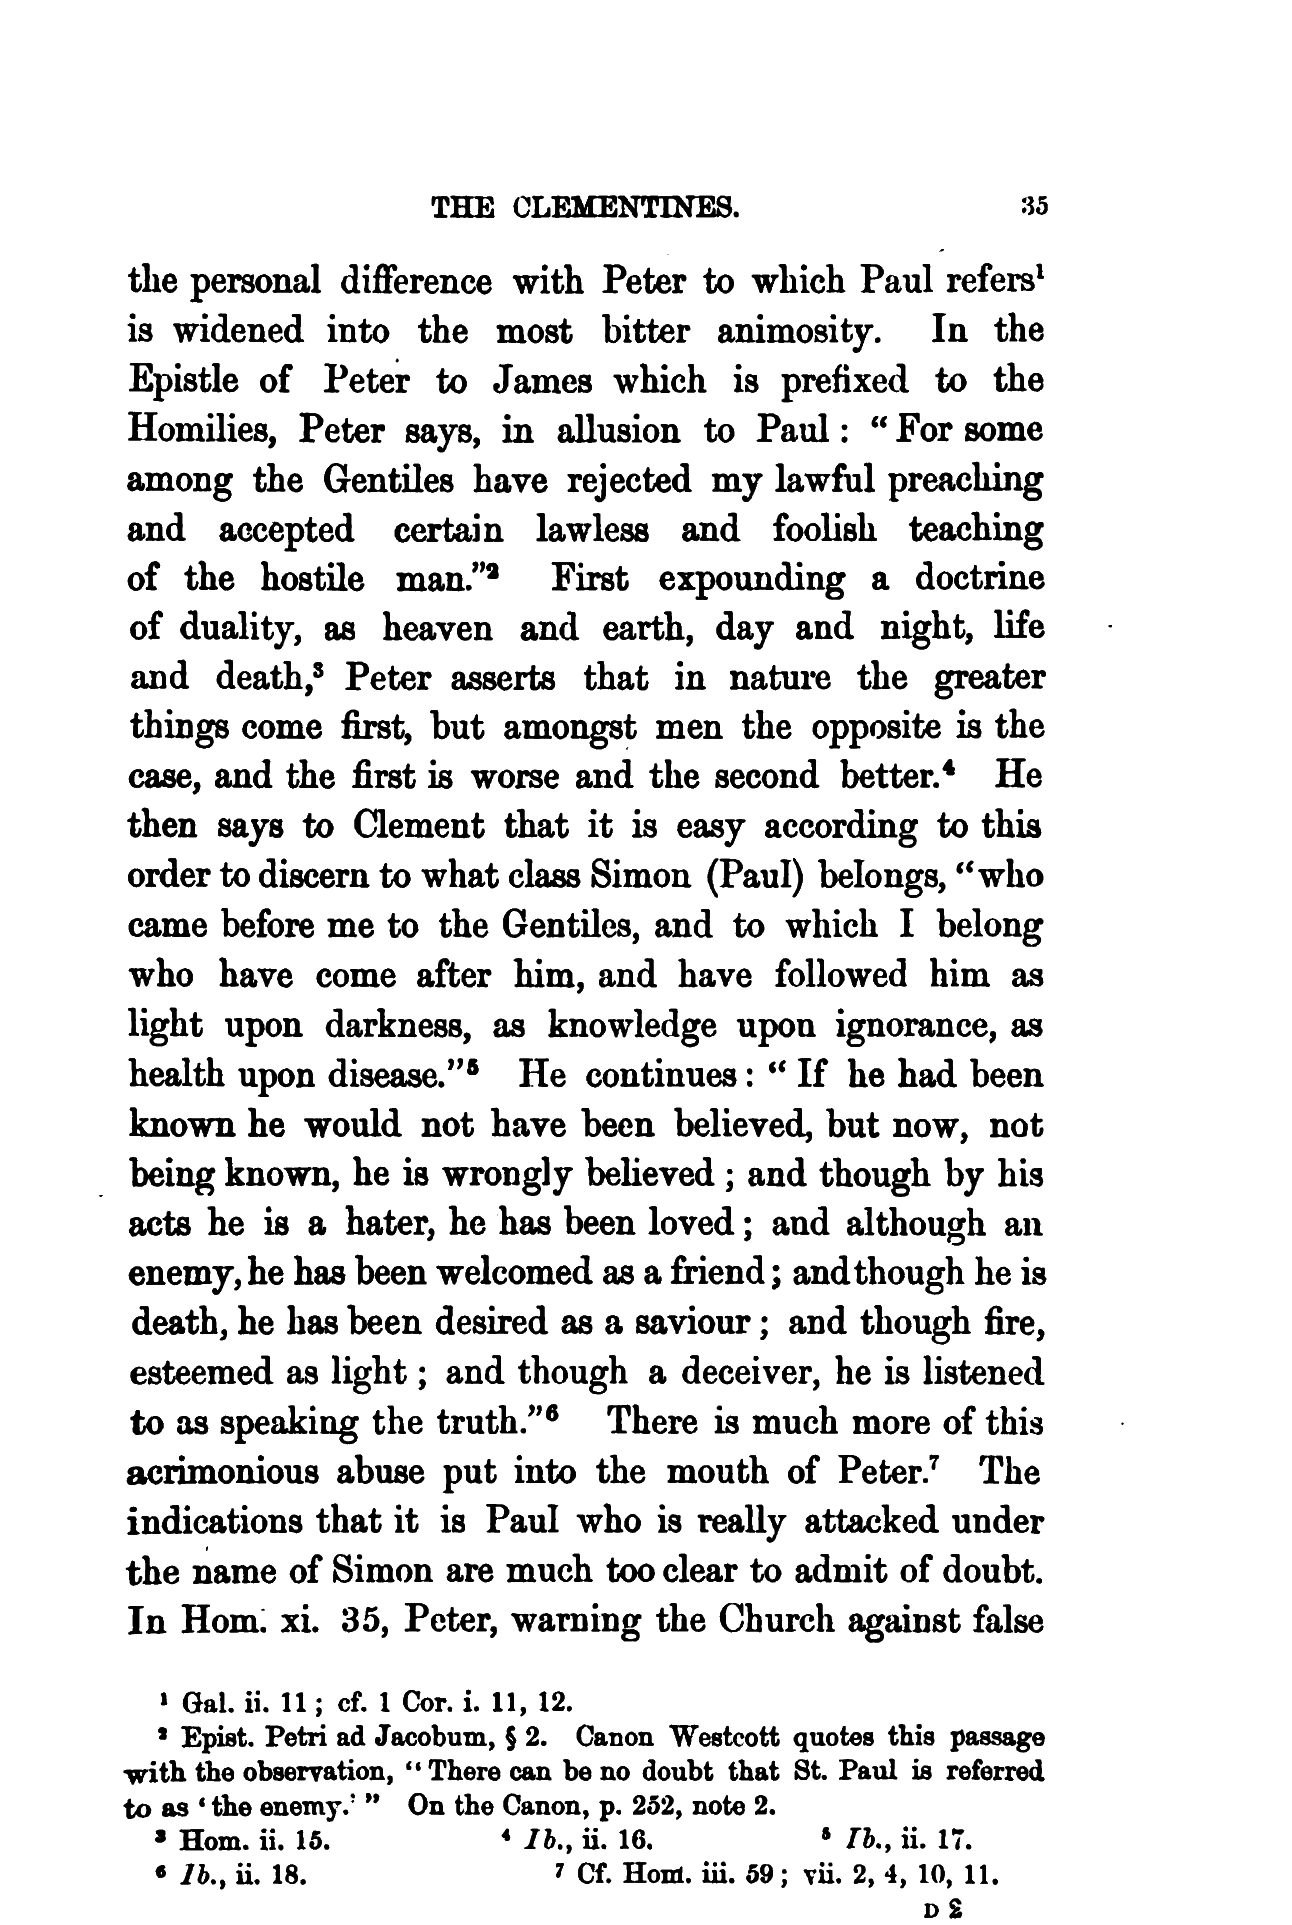 THE CLEMENTINES. 35
the personal difference with Peter to which Paul refers¹
is widened into the most bitter animosity. In the
Epistle of Peter to James which is prefixed to the
Homilies, Peter says, in allusion to Paul : “ For some
among the Gentiles have rejected my lawful preaching
and accepted certain lawless and foolish teaching
of the hostile man.”² First expounding a doctrine
of duality, as heaven and earth, day and night, life
and death,³ Peter asserts that in nature the greater
things come first, but amongst men the opposite is the
case, and the first is worse and the second better.⁴ He
then says to Clement that it is easy according to this
order to discern to what class Simon (Paul) belongs, “who
came before me to the Gentiles, and to which I belong
who have come after him, and have followed him as
light upon darkness, as knowledge upon ignorance, as
health upon disease.”⁵ He continues : “ If he had been
known he would not have been believed, but now, not
being known, he is wrongly believed ; and though by his
acts he is a hater, he has been loved ; and although an
enemy, he has been welcomed as a friend ; and though he is
death, he has been desired as a saviour ; and though fire,
esteemed as light ; and though a deceiver, he is listened
to as speaking the truth.”⁶ There is much more of this
acrimonious abuse put into the mouth of Peter.⁷ The
indications that it is Paul who is really attacked under
the name of Simon are much too clear to admit of doubt.
In Hom. xi. 35, Peter, warning the Church against false
¹ Gal. ii. 11 ; cf. 1 Cor. i. 11, 12.
² Epist. Petri ad Jacobum, § 2. Canon Westcott quotes this passage
with the observation, “ There can be no doubt that St. Paul is referred
to as ‘ the enemy.’ ” On the Canon, p. 252, note 2.
³ Hom. ii. 15. ⁴ Ib., ii. 16. ⁵ Ib., ii. 17.
⁶ Ib., ii. 18. ⁷ Cf. Hom. iii. 59 ; vii. 2, 4, 10, 11.
D 2